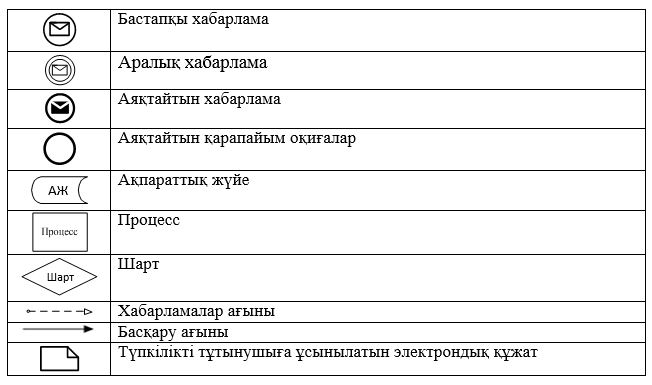 Бастапқы хабарлама
Аралық хабарлама
Аяқтайтын хабарлама
Аяқтайтын қарапайым оқиғалар
АЖ Ақпараттық жүйе
Процесс Процесс
Шарт Шарт
Хабарламалар ағыны
Басқару ағыны
Түпкілікті тұтынушыға ұсынылатын электрондық құжат